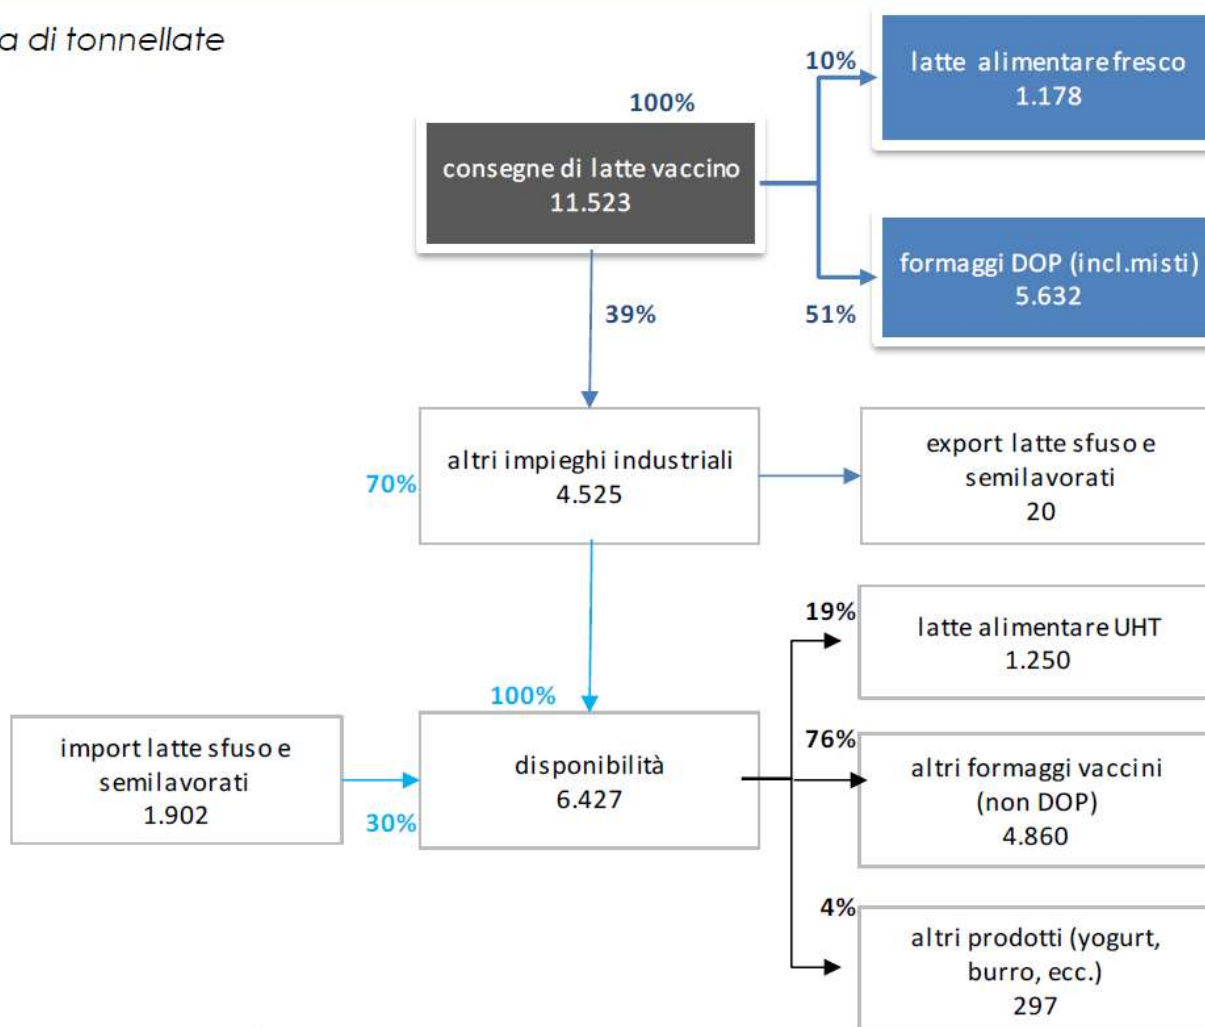 a di tonnellate
10%
latte alimentare fresco
1.178
100%
consegne di latte vaccino
11.523
formaggi DOP (incl.misti)
5.632
39%
51%
altri impieghi industriali
4.525
70%
export latte sfuso e
semilavorati
20
19%
latte alimentare UHT
1.250
100%
import latte sfuso e
semilavorati
1.902
30%
disponibilità
6.427
76%
altri formaggi vaccini
(non DOP)
4.860
4%
altri prodotti (yogurt,
burro, ecc.)
297